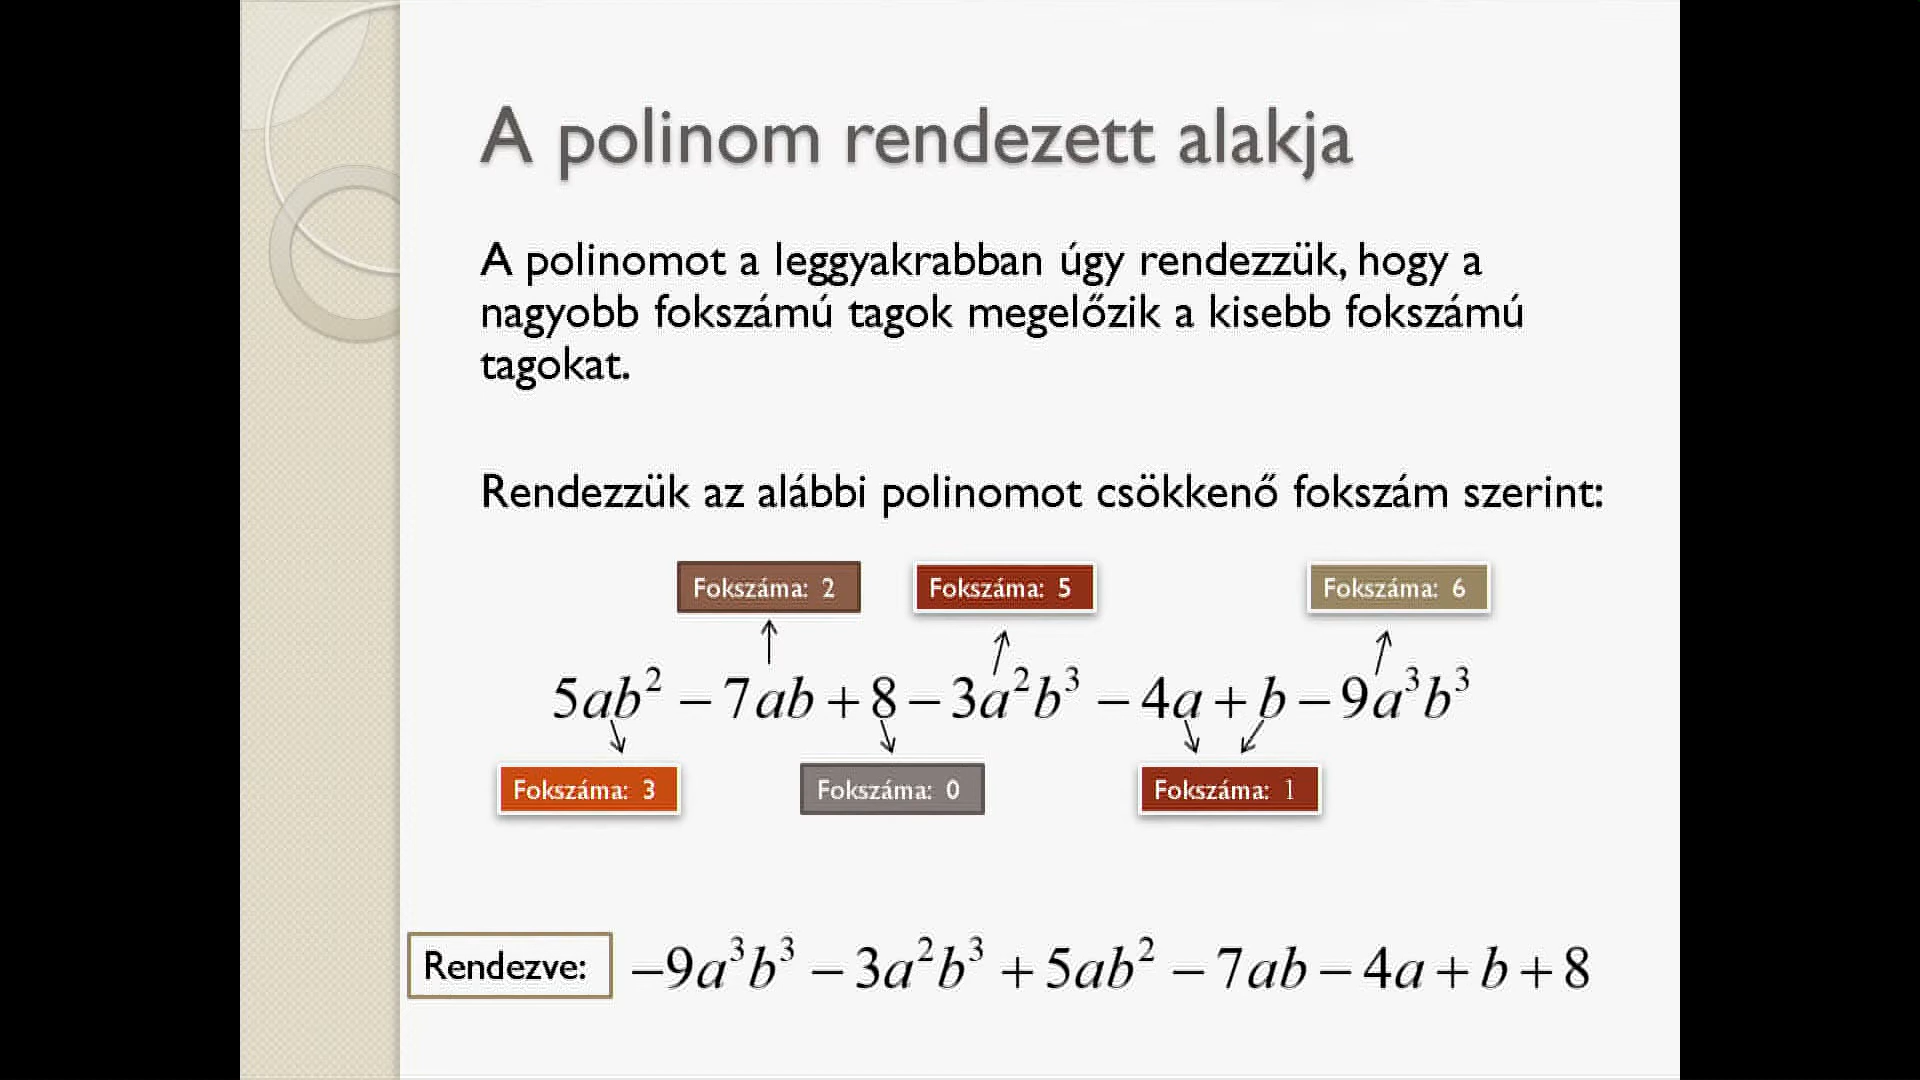 A polinom rendezett alakja
A polinomot a leggyakrabban úgy rendezzük, hogy a
nagyobb fokszámú tagok megelőzik a kisebb fokszámú
tagokat.
Rendezzük az alábbi polinomot csökkenő fokszám szerint:
Fokszáma: 2 Fokszáma: 5 Fokszáma: 6
5ab² − 7ab + 8 − 3a²b³ − 4a + b − 9a³b³
Fokszáma: 3 Fokszáma: 0 Fokszáma: 1
Rendezve: −9a³b³ − 3a²b³ + 5ab² − 7ab − 4a + b + 8